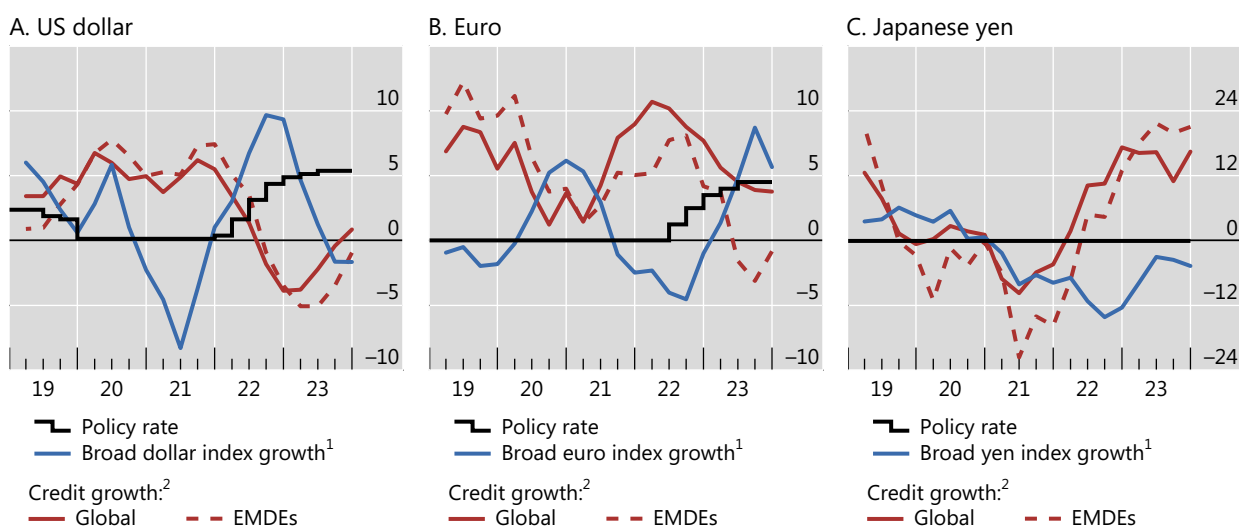 A. US dollar
10
5
0
–5
–10
19 20 21 22 23
Policy rate
Broad dollar index growth1
Credit growth:2
Global EMDEs
B. Euro
10
5
0
–5
–10
19 20 21 22 23
Policy rate
Broad euro index growth1
Credit growth:2
Global EMDEs
C. Japanese yen
24
12
0
–12
–24
19 20 21 22 23
Policy rate
Broad yen index growth1
Credit growth:2
Global EMDEs